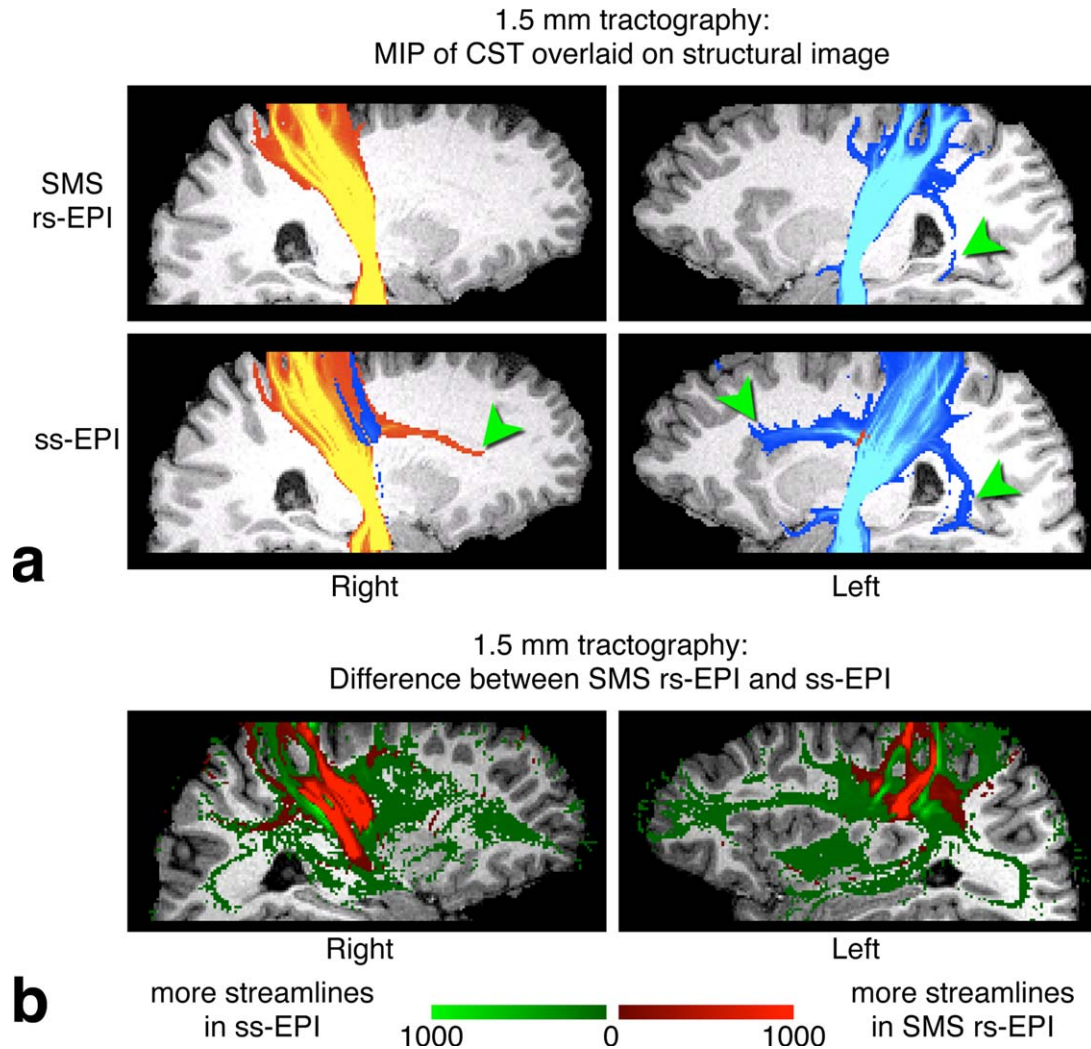 1.5 mm tractography:
MIP of CST overlaid on structural image
SMS
rs-EPI
ss-EPI
a
Right
Left
1.5 mm tractography:
Difference between SMS rs-EPI and ss-EPI
Right
Left
b
more streamlines
in ss-EPI
1000
0
1000
more streamlines
in SMS rs-EPI